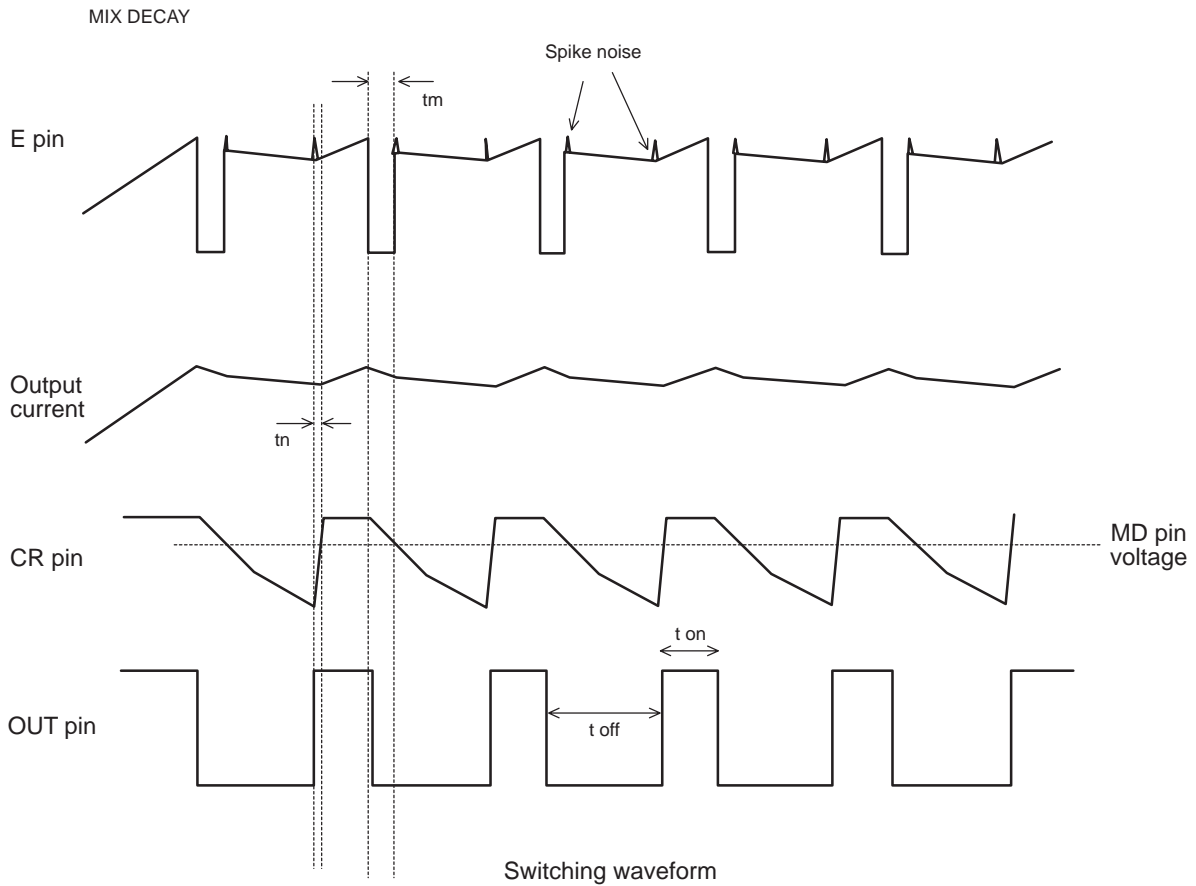 MIX DECAY
Spike noise
tm
E pin
Output
current
tn
CR pin
MD pin
voltage
t on
OUT pin
t off
Switching waveform